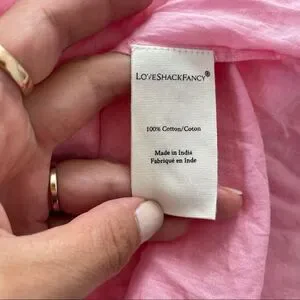 LOVESHACKFANCY®
100% Cotton/Coton
Made in India
Fabriqué en Inde